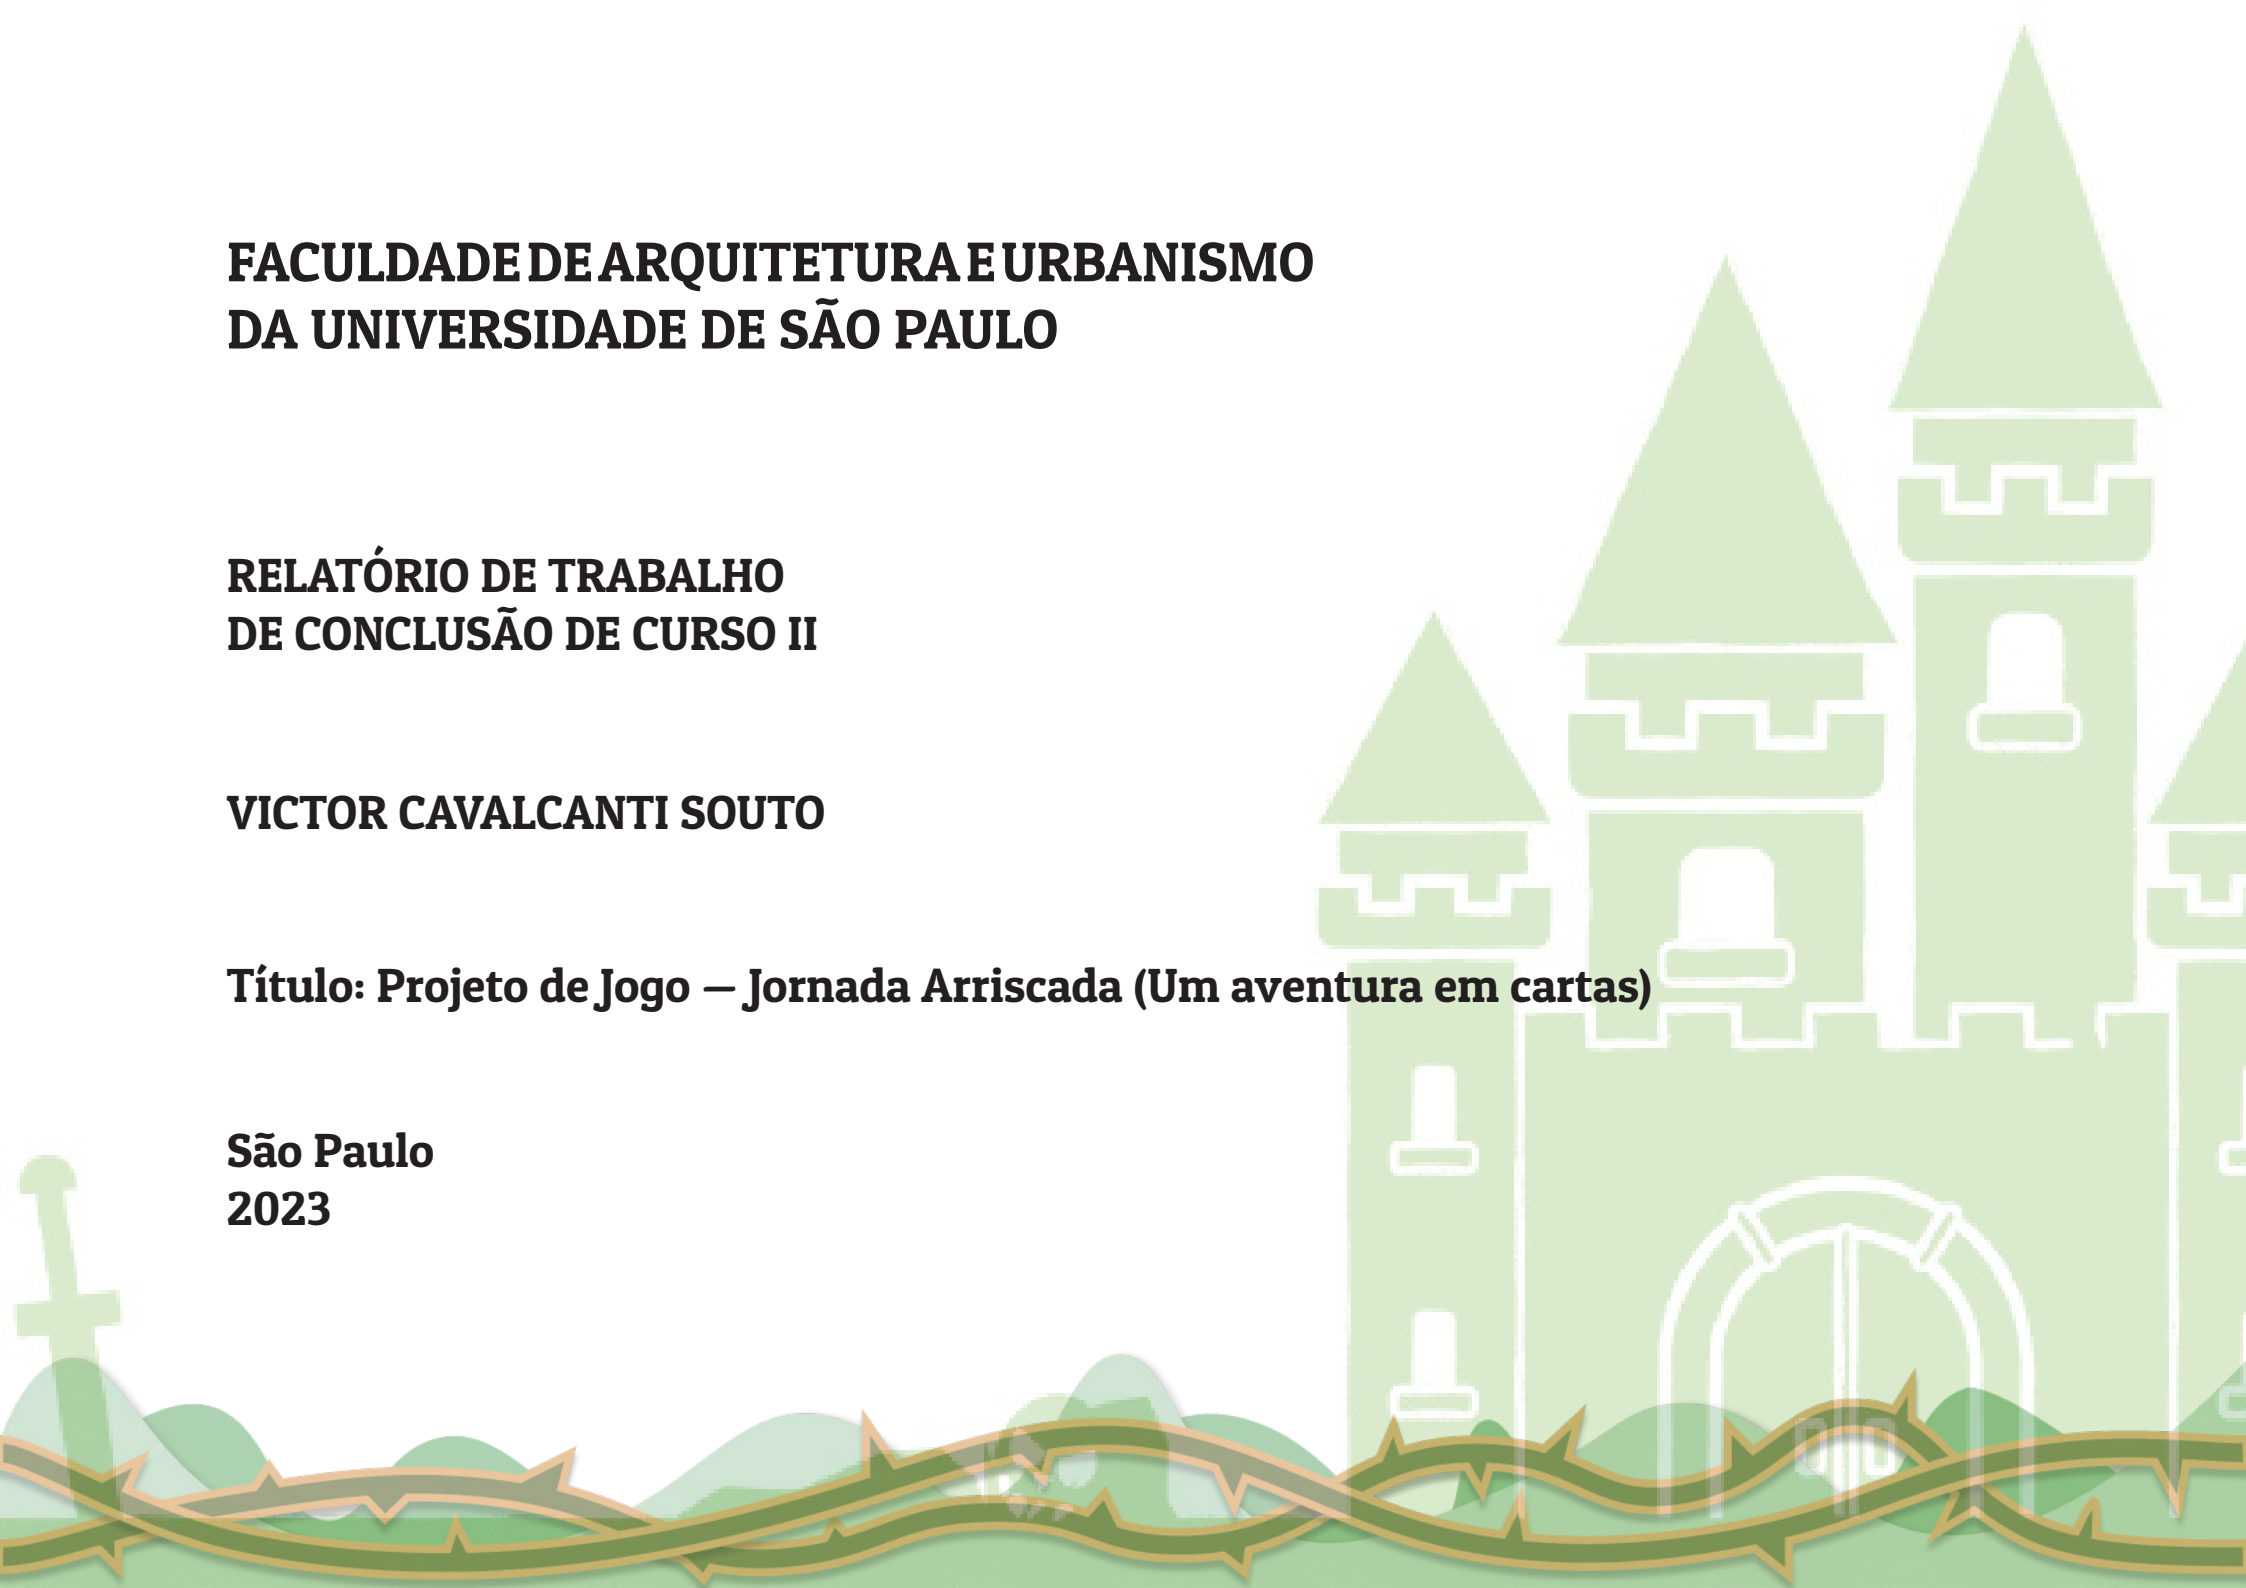 FACULDADE DE ARQUITETURA E URBANISMO
DA UNIVERSIDADE DE SÃO PAULO
RELATÓRIO DE TRABALHO
DE CONCLUSÃO DE CURSO II
VICTOR CAVALCANTI SOUTO
Título: Projeto de Jogo — Jornada Arriscada (Um aventura em cartas)
São Paulo
2023